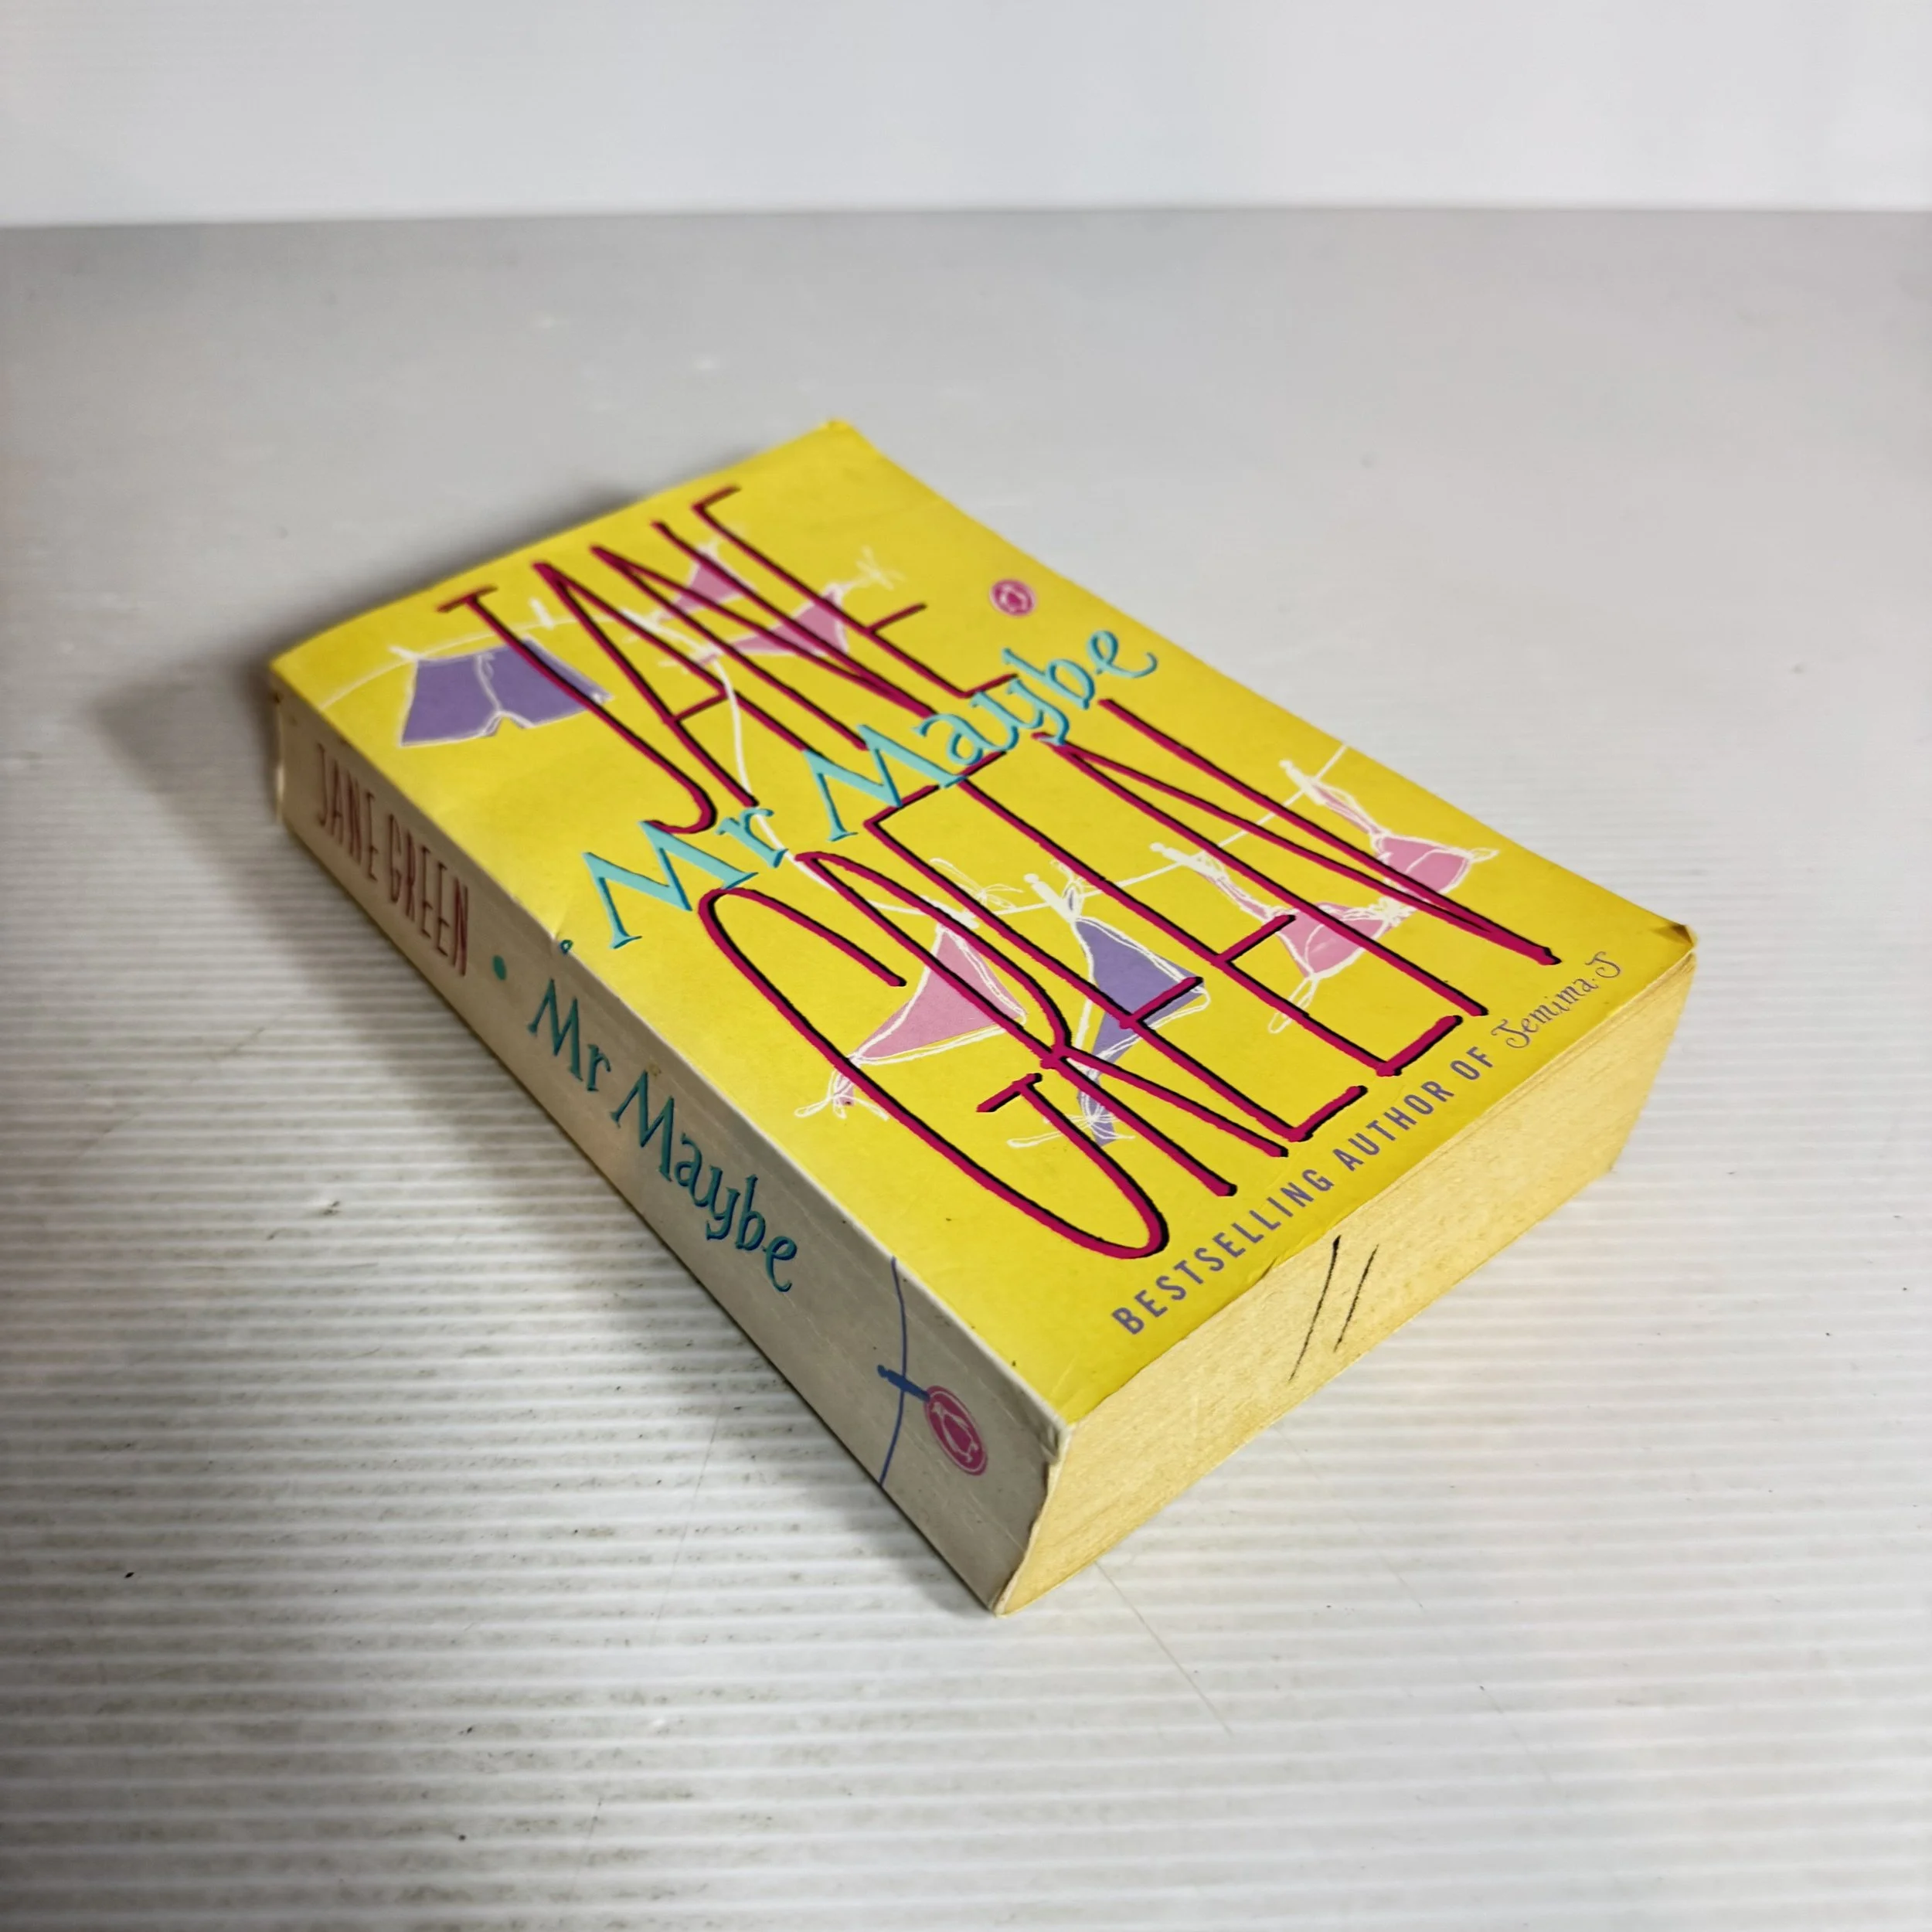 JANE
Mr Maybe
GREEN
BESTSELLING AUTHOR OF Jemima J
JANE GREEN • Mr Maybe